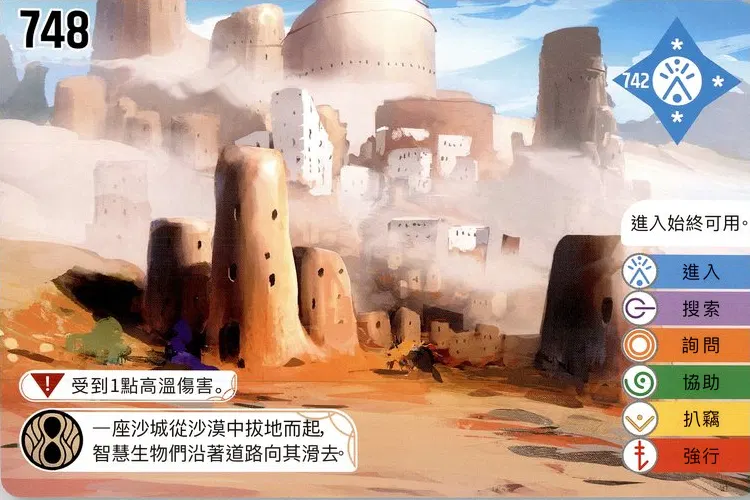 748
742
進入始終可用。
進入
搜索
詢問
協助
扒竊
強行
! 受到1點高溫傷害。
一座沙城從沙漠中拔地而起,
智慧生物們沿著道路向其滑去。